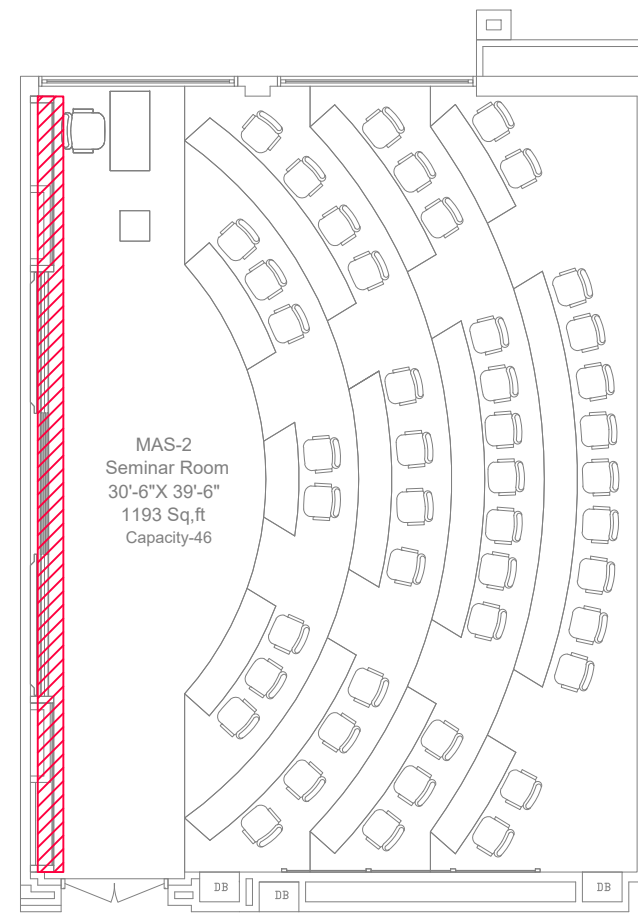 MAS-2
Seminar Room
30'-6"X 39'-6"
1193 Sq,ft
Capacity-46
DB
DB
DB